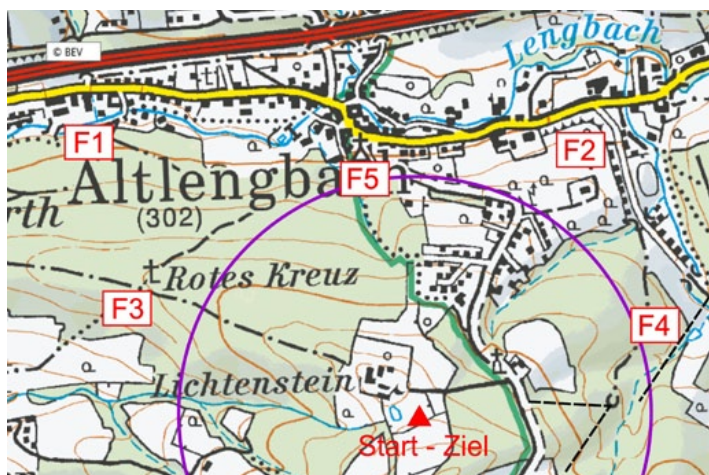 © BEV
Lengbach
F1
F2
Altlengbach
F5
rth
(302)
Rotes Kreuz
F3
F4
Lichtenstein
Start - Ziel